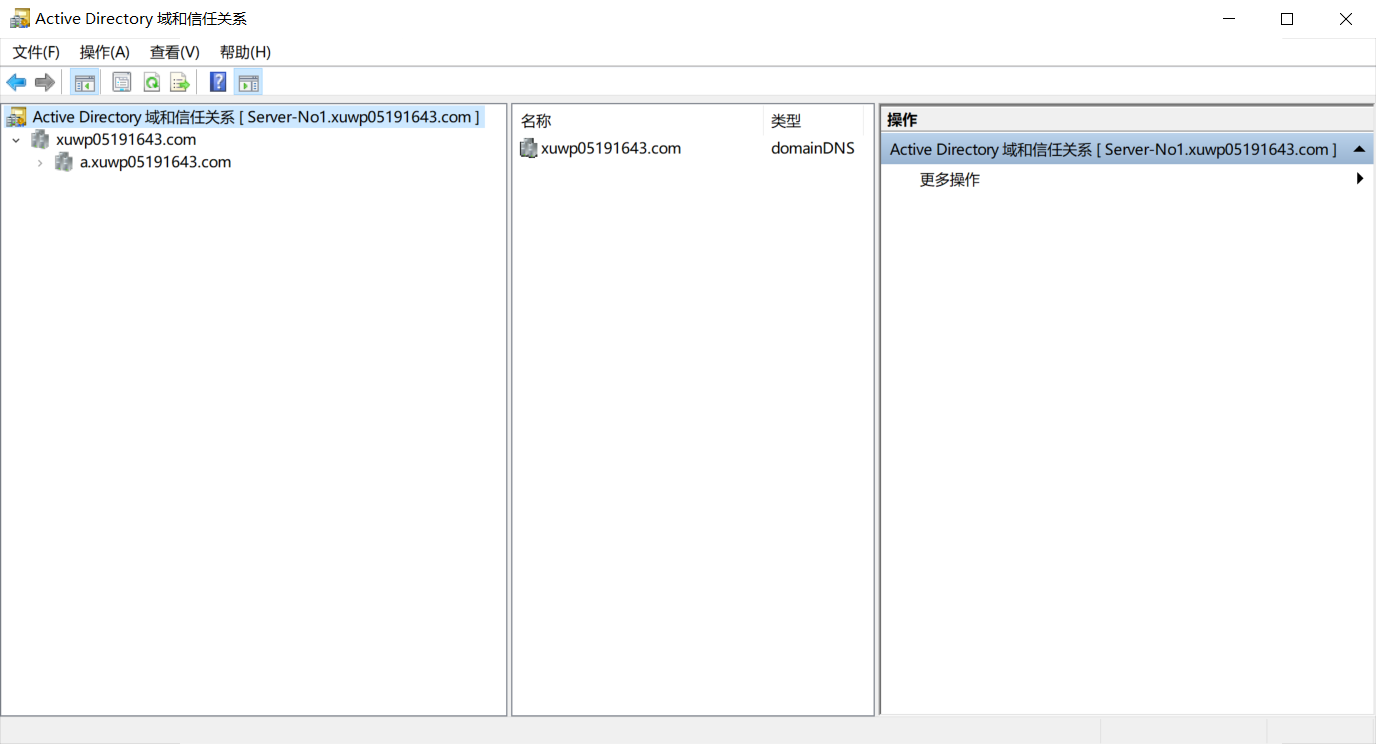 Active Directory 域和信任关系
文件(F) 操作(A) 查看(V) 帮助(H)
Active Directory 域和信任关系 [ Server-No1.xuwp05191643.com ]
xuwp05191643.com
a.xuwp05191643.com
名称 类型
xuwp05191643.com domainDNS
操作
Active Directory 域和信任关系 [ Server-No1.xuwp05191643.com ]
更多操作